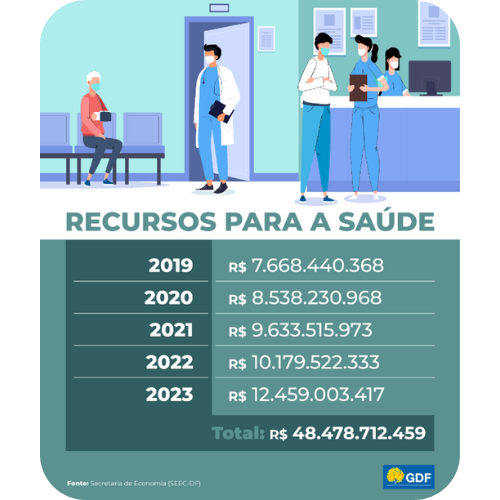 RECURSOS PARA A SAÚDE
2019 R$ 7.668.440.368
2020 R$ 8.538.230.968
2021 R$ 9.633.515.973
2022 R$ 10.179.522.333
2023 R$ 12.459.003.417
Total: R$ 48.478.712.459
Fonte: Secretaria de Economia (SEEC-DF)
GDF